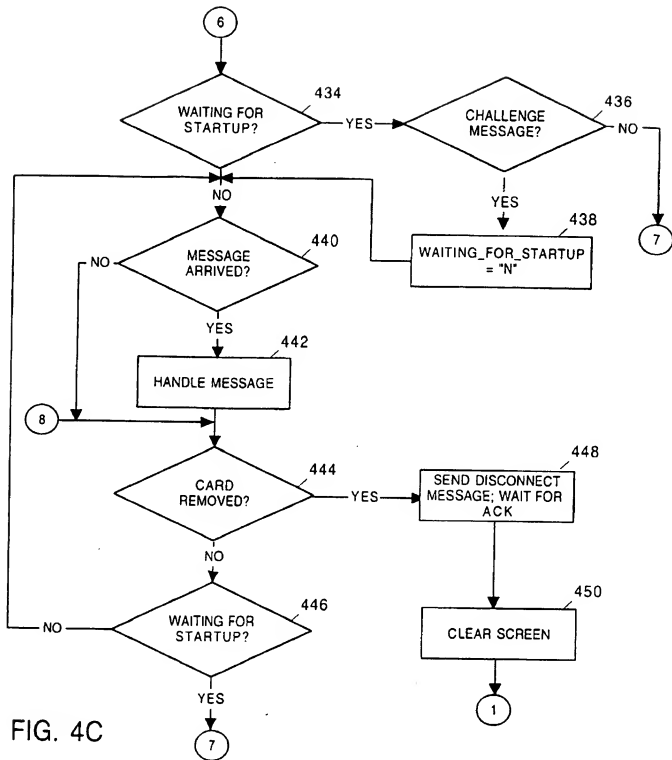 6
434
WAITING FOR
STARTUP?
YES
CHALLENGE
MESSAGE?
436
NO
NO
YES
7
438
WAITING_FOR_STARTUP
= "N"
440
NO
MESSAGE
ARRIVED?
YES
442
HANDLE MESSAGE
8
444
CARD
REMOVED?
YES
448
SEND DISCONNECT
MESSAGE; WAIT FOR
ACK
NO
446
NO
WAITING FOR
STARTUP?
450
CLEAR SCREEN
YES
7
1
FIG. 4C